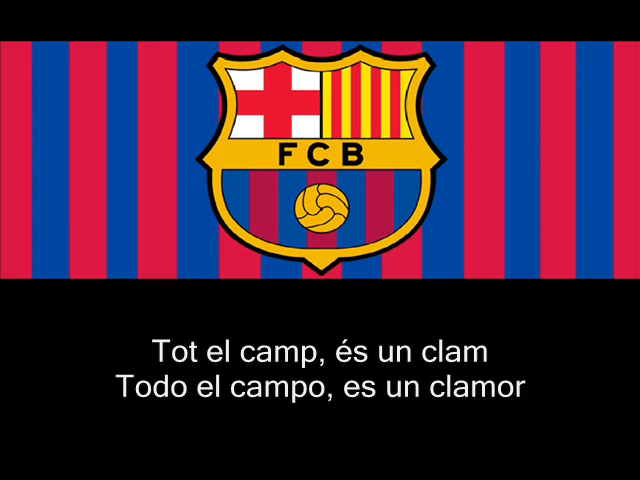 FCB
Tot el camp, és un clam
Todo el campo, es un clamor